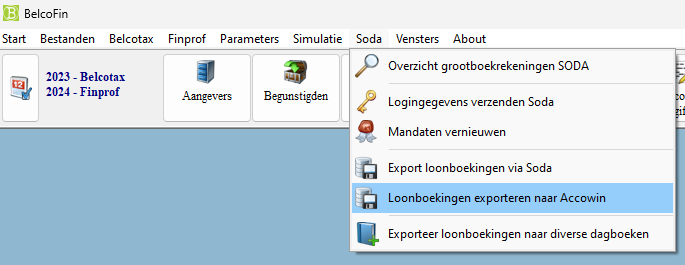 BelcoFin
Start Bestanden Belcotax Finprof Parameters Simulatie Soda Vensters About
2023 - Belcotax
2024 - Finprof
Aangevers
Begunstigden
Overzicht grootboekrekeningen SODA
Logingegevens verzenden Soda
Mandaten vernieuwen
Export loonboekingen via Soda
Loonboekingen exporteren naar Accowin
Exporteer loonboekingen naar diverse dagboeken